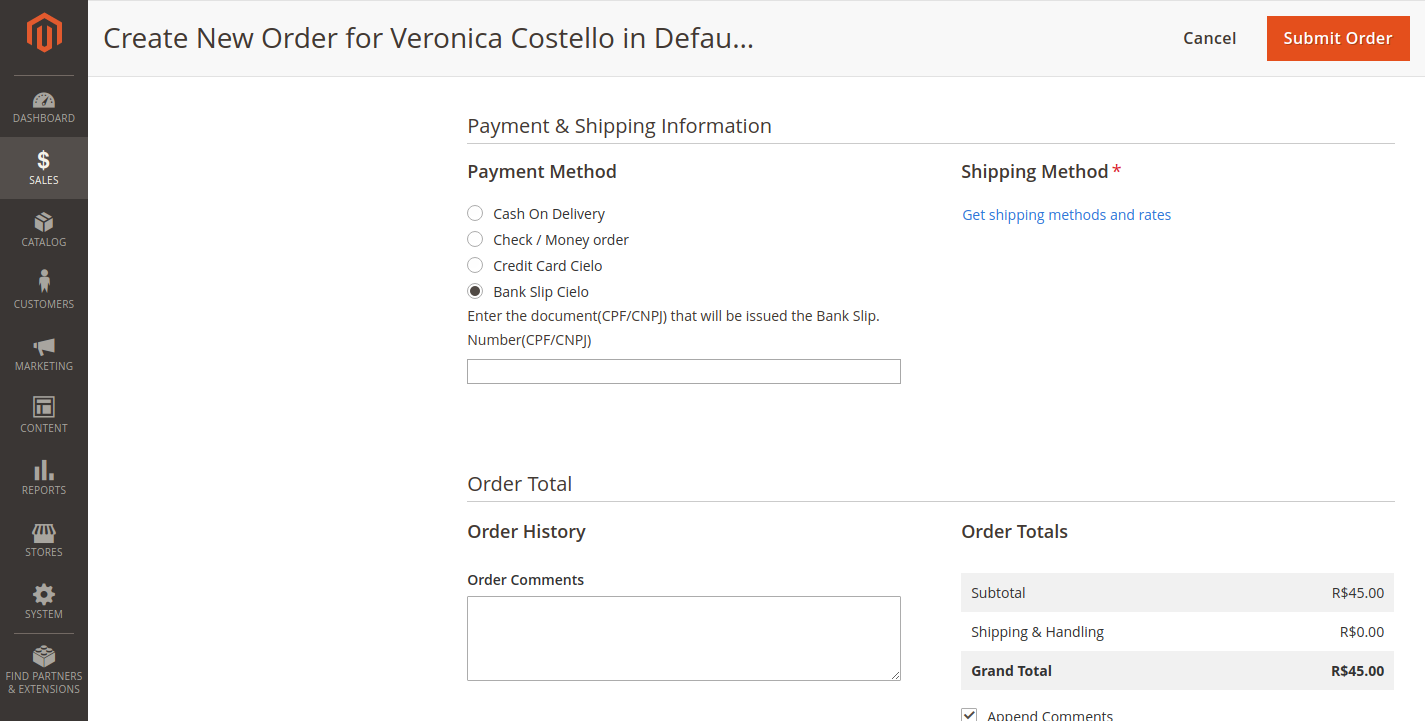 Create New Order for Veronica Costello in Defau...
Cancel
Submit Order
DASHBOARD
SALES
CATALOG
CUSTOMERS
MARKETING
CONTENT
REPORTS
STORES
SYSTEM
FIND PARTNERS
& EXTENSIONS
Payment & Shipping Information
Payment Method
Cash On Delivery
Check / Money order
Credit Card Cielo
Bank Slip Cielo
Enter the document(CPF/CNPJ) that will be issued the Bank Slip.
Number(CPF/CNPJ)
Shipping Method *
Get shipping methods and rates
Order Total
Order History
Order Comments
Order Totals
Subtotal R$45.00
Shipping & Handling R$0.00
Grand Total R$45.00
Append Comments